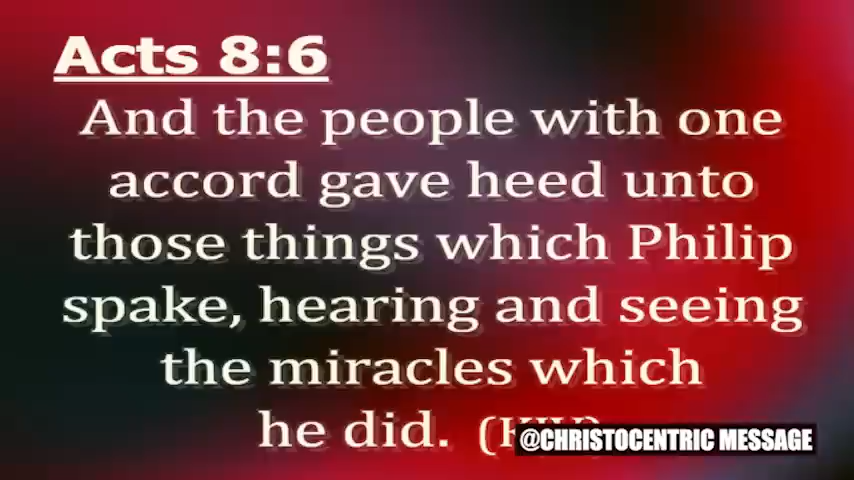 Acts 8:6
And the people with one
accord gave heed unto
those things which Philip
spake, hearing and seeing
the miracles which
he did.
@CHRISTOCENTRIC MESSAGE